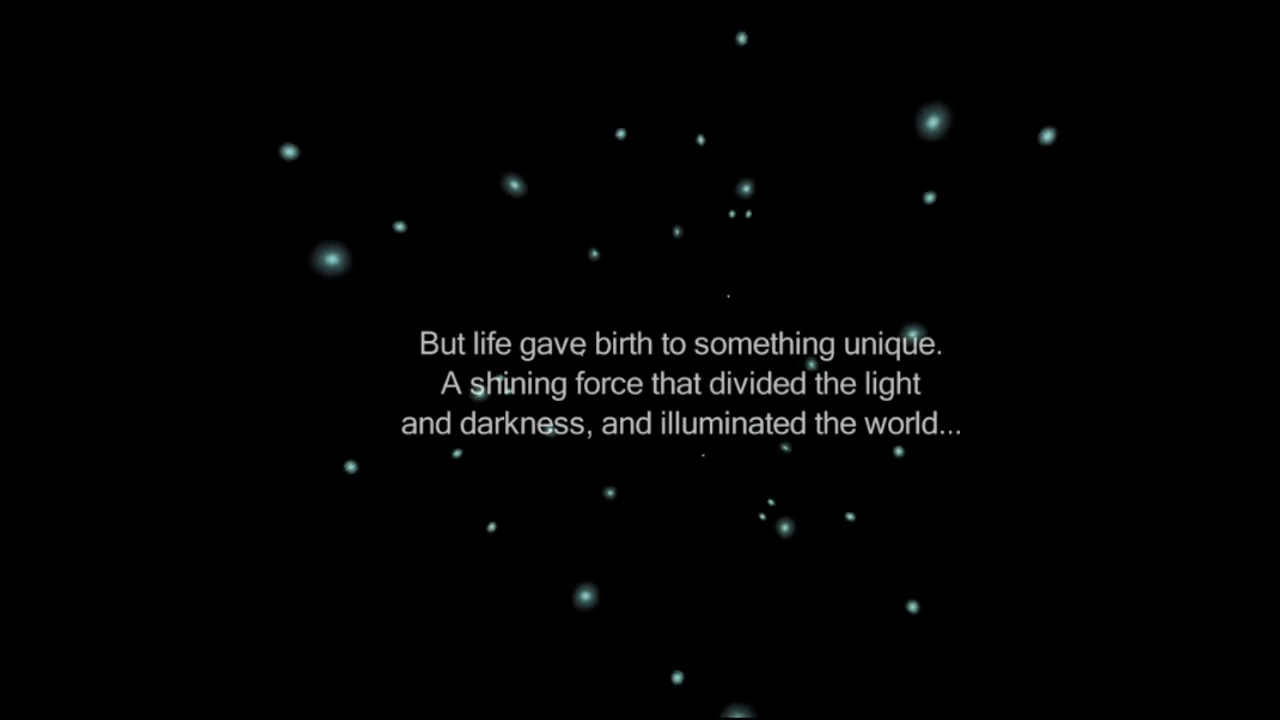 But life gave birth to something unique.
A shining force that divided the light
and darkness, and illuminated the world...